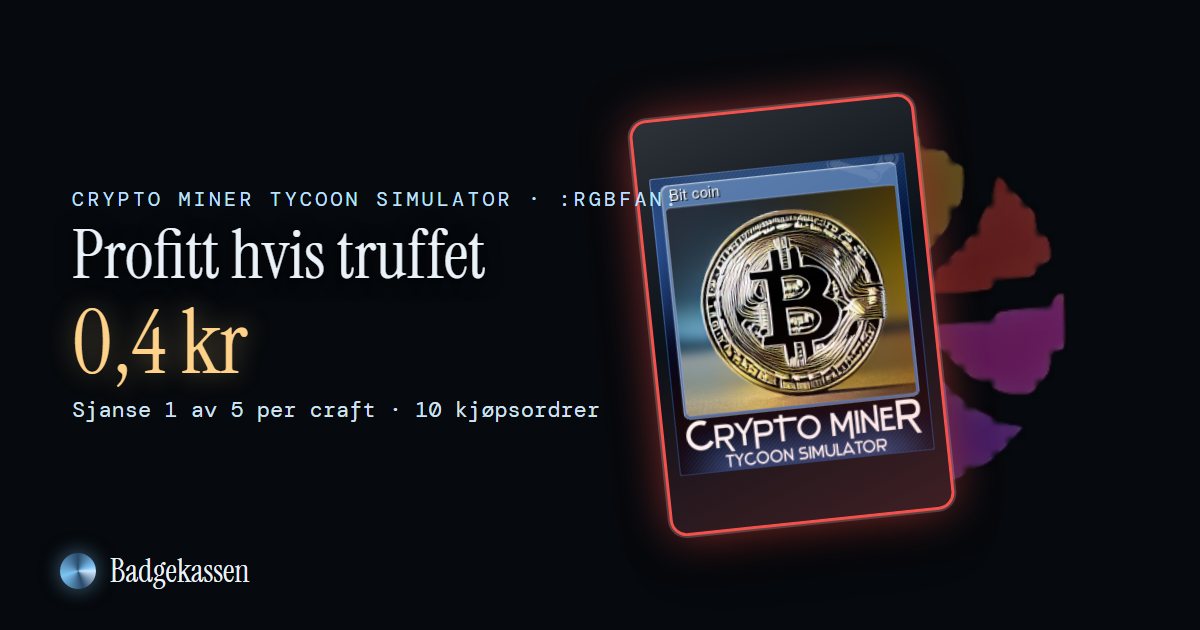 CRYPTO MINER TYCOON SIMULATOR · :RGBFAN:
Profitt hvis truffet
0,4 kr
Sjanse 1 av 5 per craft · 10 kjøpsordrer
Bit coin
CRYPTO MINER
TYCOON SIMULATOR
Badgekassen